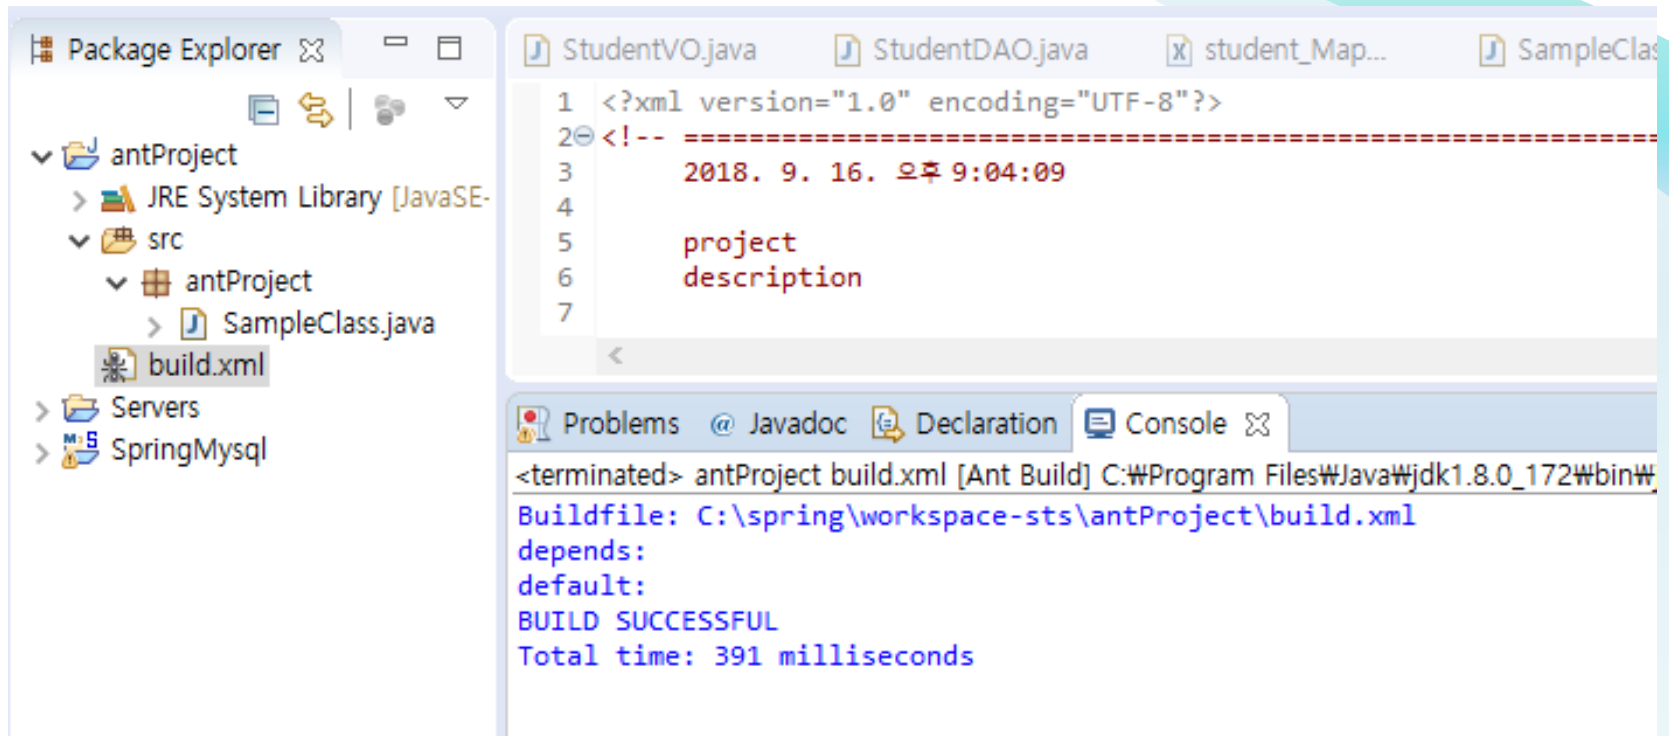 Package Explorer
antProject
JRE System Library [JavaSE-
src
antProject
SampleClass.java
build.xml
Servers
SpringMysql
StudentVO.java StudentDAO.java student_Map... SampleClas
1 <?xml version="1.0" encoding="UTF-8"?>
2 <!-- ============================================================
3 2018. 9. 16. 오후 9:04:09
4
5 project
6 description
7
Problems @ Javadoc Declaration Console
<terminated> antProject build.xml [Ant Build] C:₩Program Files₩Java₩jdk1.8.0_172₩bin₩
Buildfile: C:\spring\workspace-sts\antProject\build.xml
depends:
default:
BUILD SUCCESSFUL
Total time: 391 milliseconds